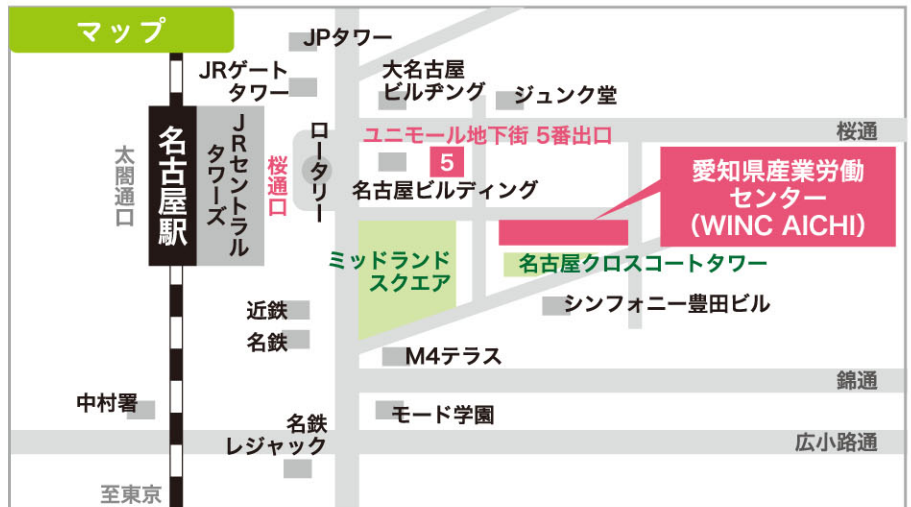 マップ
JPタワー
JRゲート
タワー
大名古屋
ビルヂング
ジュンク堂
桜通
ユニモール地下街 5番出口
5
名古屋ビルディング
愛知県産業労働
センター
（WINC AICHI）
太閤通口
名古屋駅
JRセントラル
タワーズ
桜通口
ロータリー
ミッドランド
スクエア
名古屋クロスコートタワー
シンフォニー豊田ビル
近鉄
名鉄
M4テラス
錦通
中村署
名鉄
レジャック
モード学園
広小路通
至東京